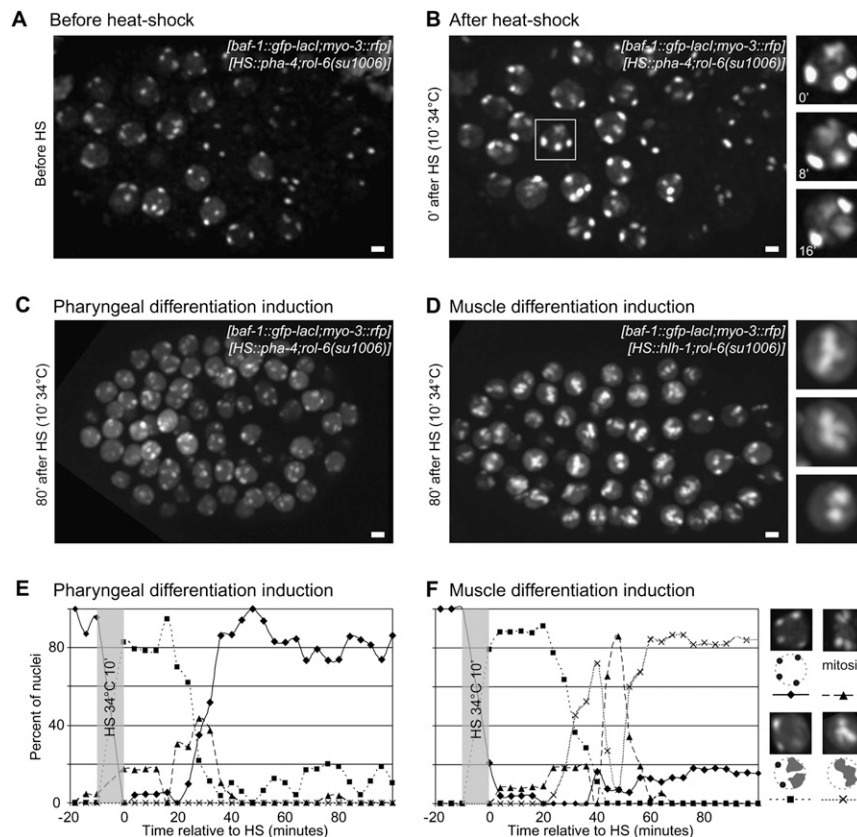 A Before heat-shock
[baf-1::gfp-lacI;myo-3::rfp]
[HS::pha-4;rol-6(su1006)]
Before HS
B After heat-shock
[baf-1::gfp-lacI;myo-3::rfp]
[HS::pha-4;rol-6(su1006)]
0' after HS (10' 34°C)
0'
8'
16'
C Pharyngeal differentiation induction
[baf-1::gfp-lacI;myo-3::rfp]
[HS::pha-4;rol-6(su1006)]
80' after HS (10' 34°C)
D Muscle differentiation induction
[baf-1::gfp-lacI;myo-3::rfp]
[HS::hlh-1;rol-6(su1006)]
80' after HS (10' 34°C)
E Pharyngeal differentiation induction
Percent of nuclei
80
40
0
HS 34°C 10'
-20 0 20 40 60 80
Time relative to HS (minutes)
F Muscle differentiation induction
80
40
0
HS 34°C 10'
-20 0 20 40 60 80
Time relative to HS (minutes)
mitosi